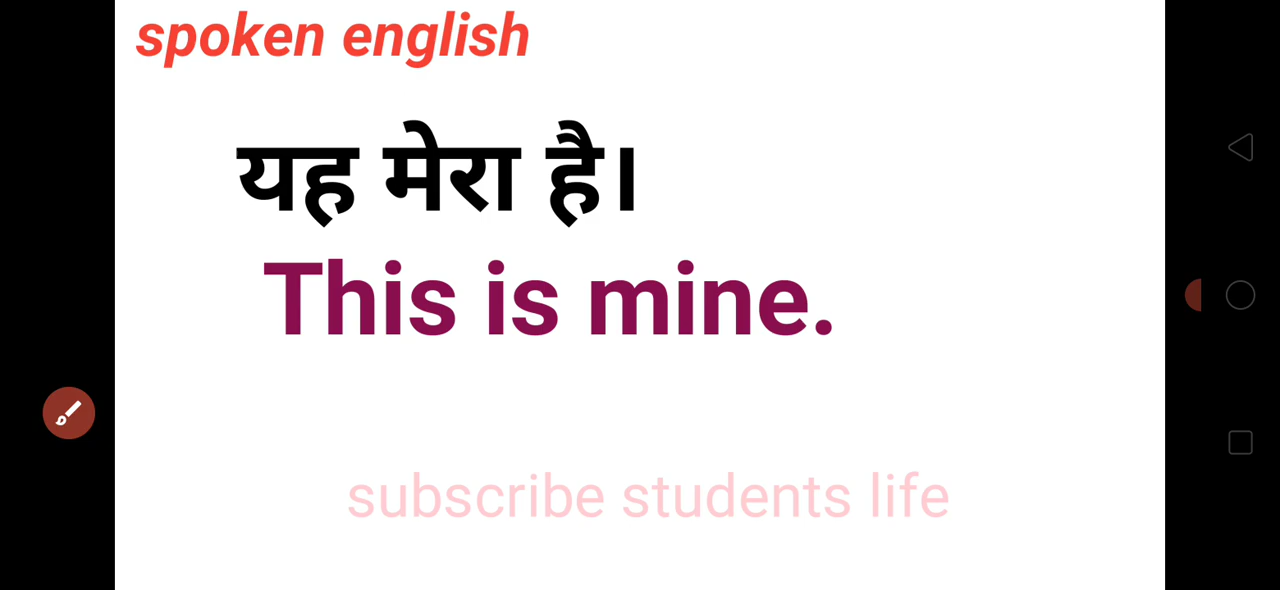 spoken english
यह मेरा है।
This is mine.
subscribe students life